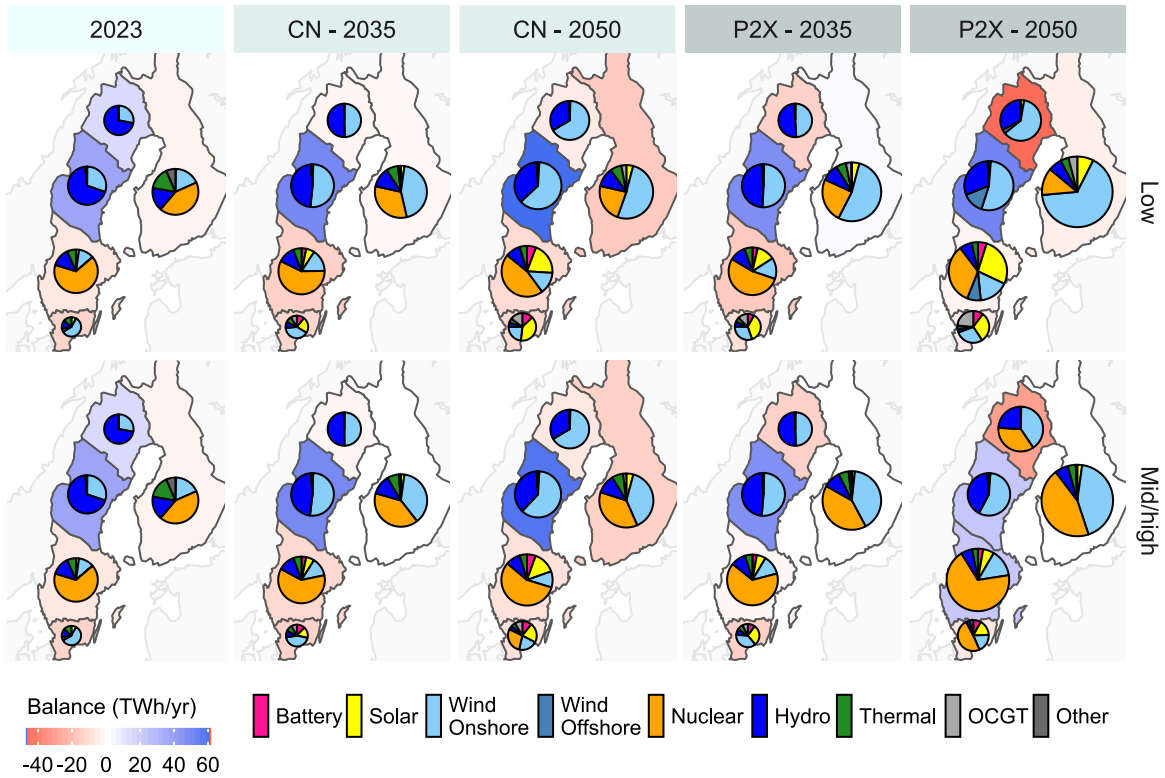 2023
CN - 2035
CN - 2050
P2X - 2035
P2X - 2050
Low
Mid/high
Balance (TWh/yr)
-40 -20 0 20 40 60
Battery
Solar
Wind
Onshore
Wind
Offshore
Nuclear
Hydro
Thermal
OCGT
Other